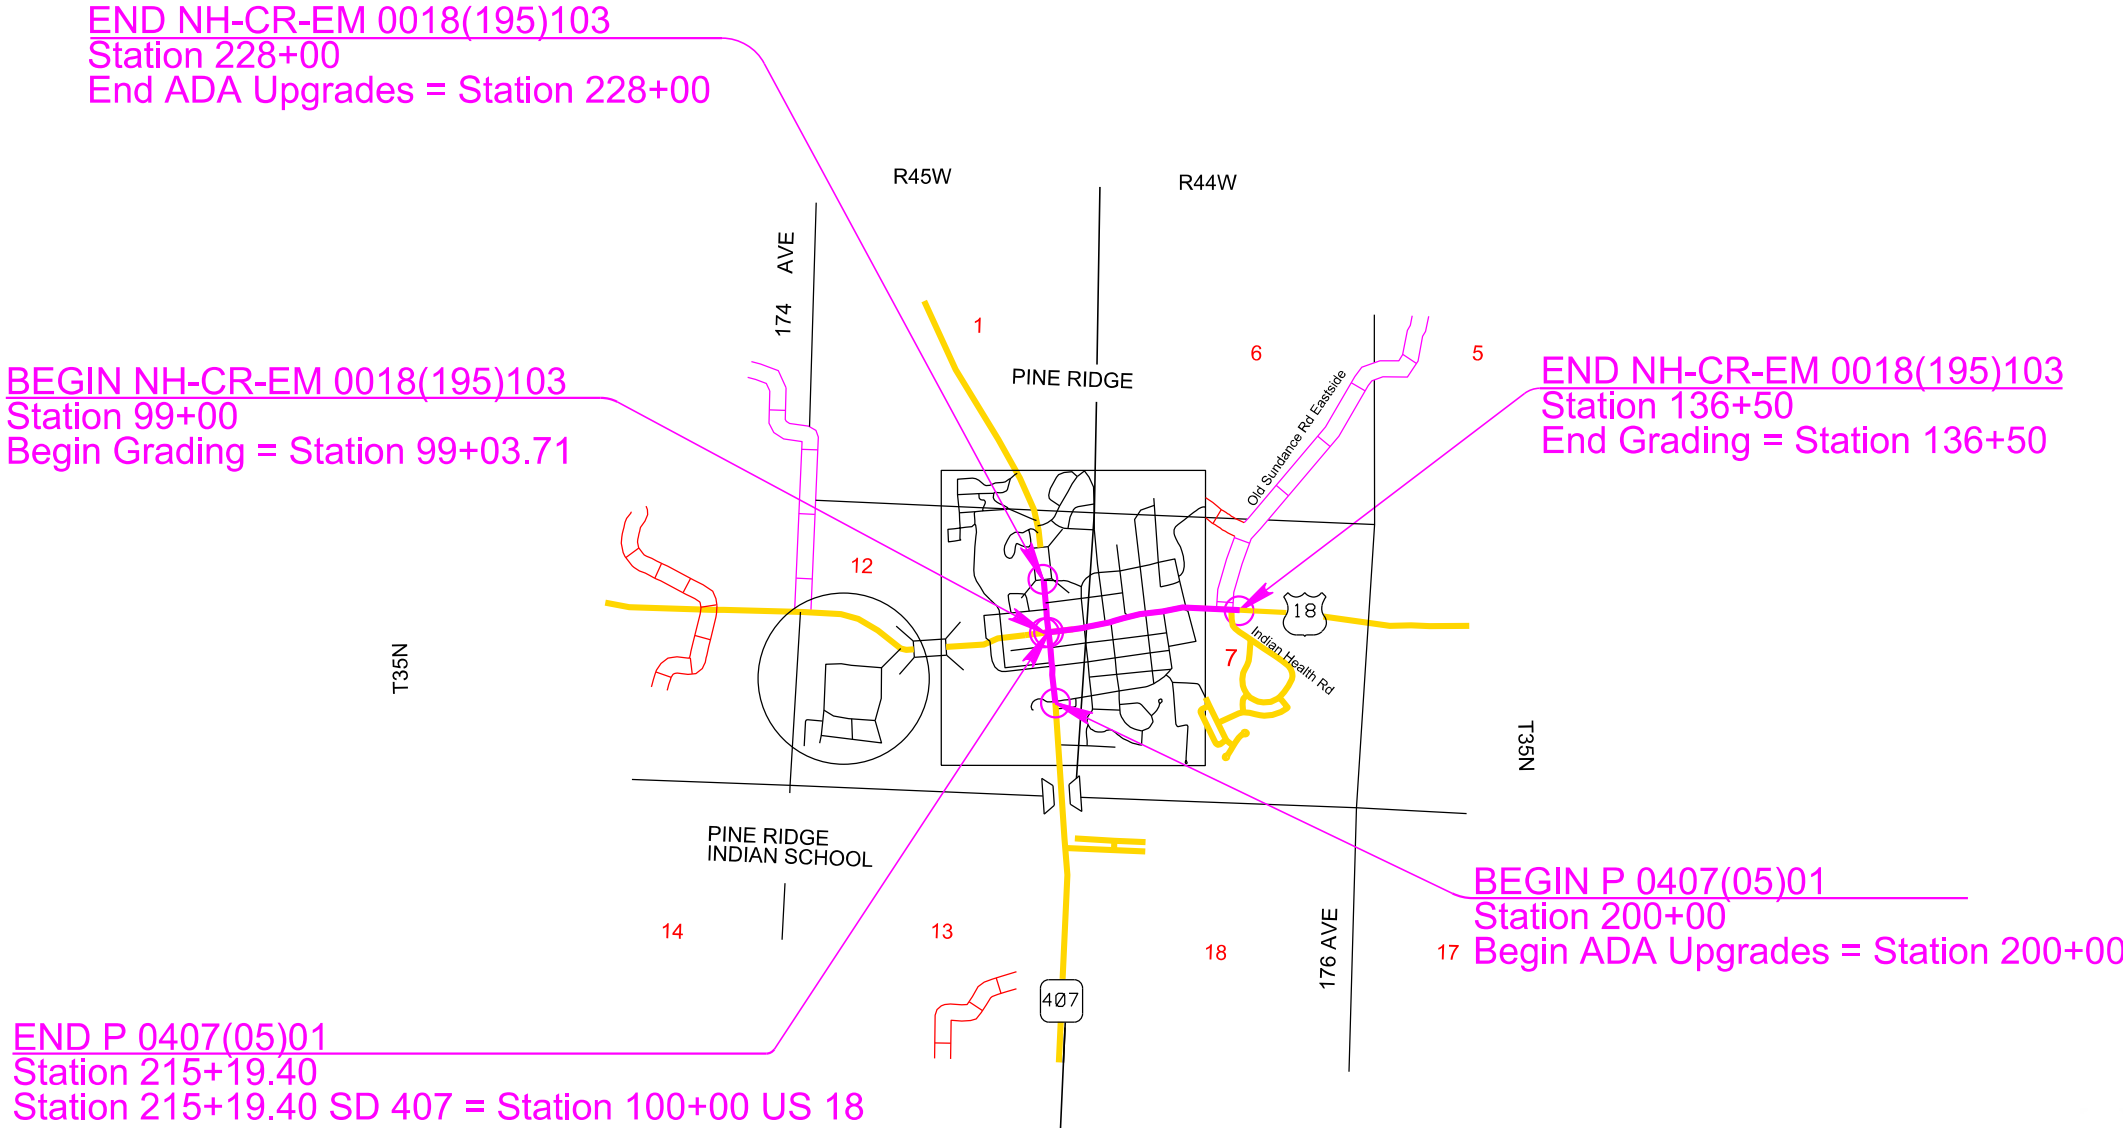 END NH-CR-EM 0018(195)103
Station 228+00
End ADA Upgrades = Station 228+00
R45W
R44W
174 AVE
1
6
5
PINE RIDGE
Old Sundance Rd Eastside
BEGIN NH-CR-EM 0018(195)103
Station 99+00
Begin Grading = Station 99+03.71
END NH-CR-EM 0018(195)103
Station 136+50
End Grading = Station 136+50
12
18
7
Indian Health Rd
T35N
T35N
PINE RIDGE
INDIAN SCHOOL
14
13
18
17
176 AVE
407
BEGIN P 0407(05)01
Station 200+00
Begin ADA Upgrades = Station 200+00
END P 0407(05)01
Station 215+19.40
Station 215+19.40 SD 407 = Station 100+00 US 18